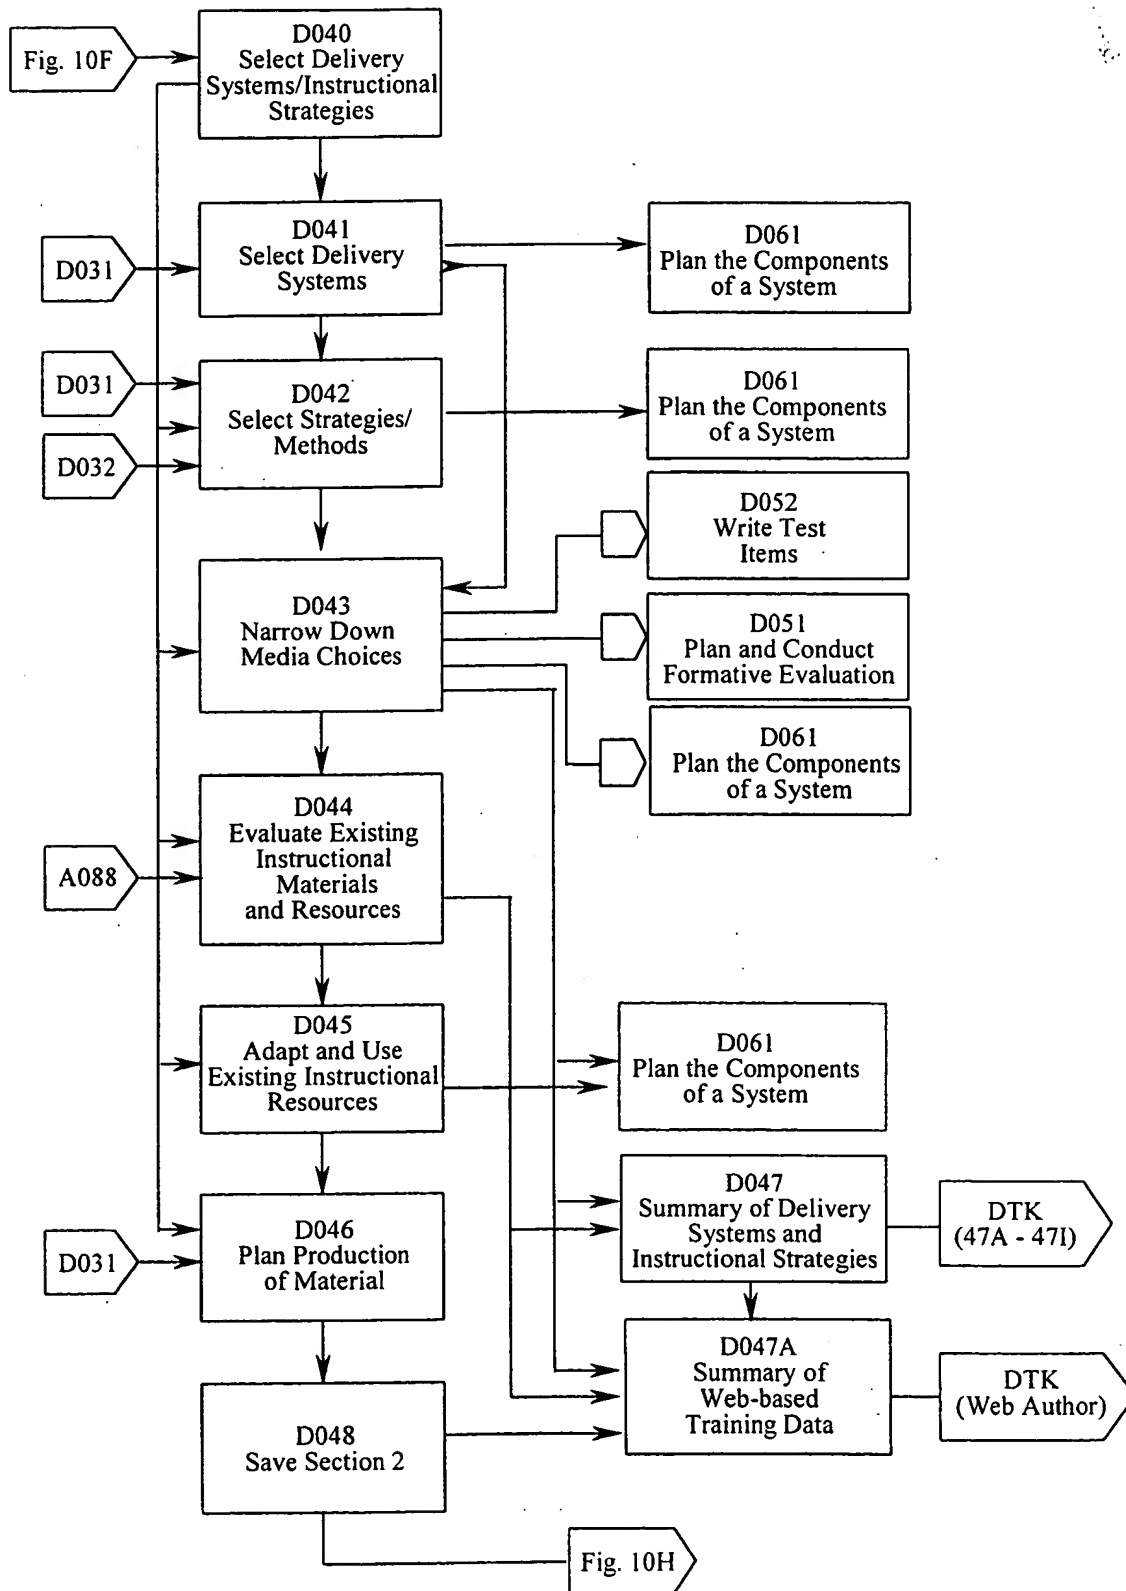 Fig. 10F
D040
Select Delivery
Systems/Instructional
Strategies
D031
D041
Select Delivery
Systems
D061
Plan the Components
of a System
D031
D032
D042
Select Strategies/
Methods
D061
Plan the Components
of a System
D052
Write Test
Items
D043
Narrow Down
Media Choices
D051
Plan and Conduct
Formative Evaluation
D061
Plan the Components
of a System
A088
D044
Evaluate Existing
Instructional
Materials
and Resources
D045
Adapt and Use
Existing Instructional
Resources
D061
Plan the Components
of a System
D031
D046
Plan Production
of Material
D047
Summary of Delivery
Systems and
Instructional Strategies
DTK
(47A - 47I)
D047A
Summary of
Web-based
Training Data
DTK
(Web Author)
D048
Save Section 2
Fig. 10H